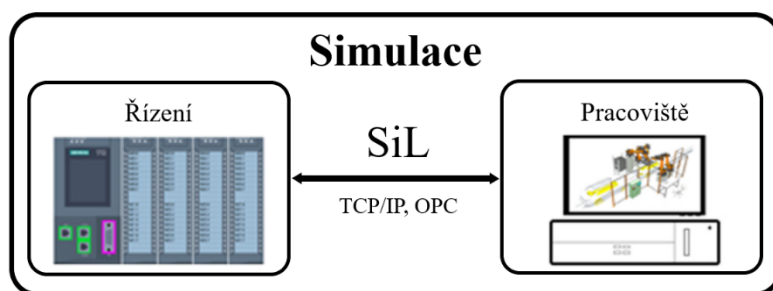 Simulace
Řízení
Pracoviště
SiL
TCP/IP, OPC